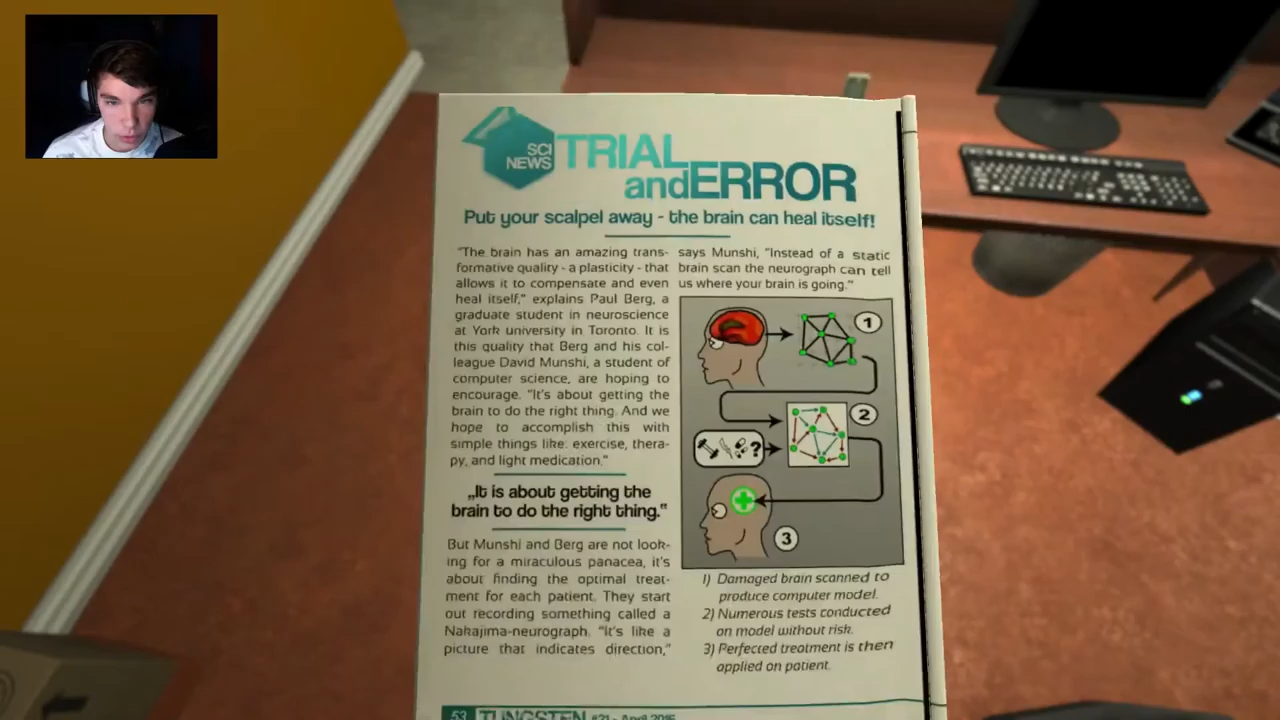 SCI
NEWS
TRIAL
andERROR
Put your scalpel away - the brain can heal itself!
"The brain has an amazing trans-
formative quality - a plasticity - that
allows it to compensate and even
heal itself," explains Paul Berg, a
graduate student in neuroscience
at York university in Toronto. It is
this quality that Berg and his col-
league David Munshi, a student of
computer science, are hoping to
encourage. "It's about getting the
brain to do the right thing. And we
hope to accomplish this with
simple things like: exercise, thera-
py, and light medication."
„It is about getting the
brain to do the right thing."
But Munshi and Berg are not look-
ing for a miraculous panacea, it's
about finding the optimal treat-
ment for each patient. They start
out recording something called a
Nakajima-neurograph. "It's like a
picture that indicates direction,"
says Munshi, "Instead of a static
brain scan the neurograph can tell
us where your brain is going."
1
2
?
3
1) Damaged brain scanned to
produce computer model.
2) Numerous tests conducted
on model without risk.
3) Perfected treatment is then
applied on patient.
53 TUNGSTEN #21 - April 2015